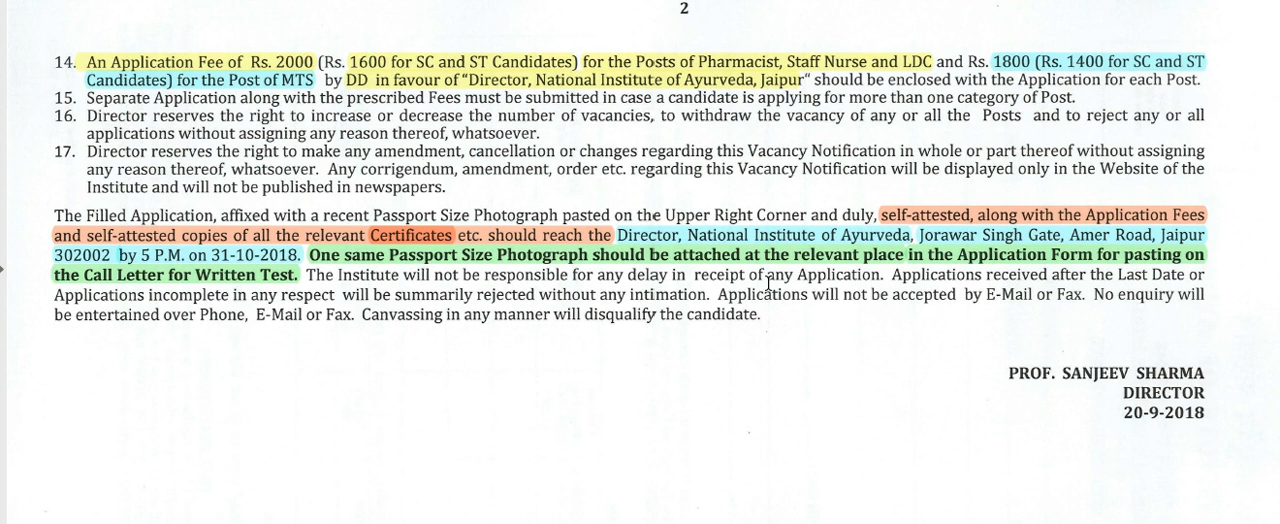 2
14. An Application Fee of Rs. 2000 (Rs. 1600 for SC and ST Candidates) for the Posts of Pharmacist, Staff Nurse and LDC and Rs. 1800 (Rs. 1400 for SC and ST
Candidates) for the Post of MTS by DD in favour of "Director, National Institute of Ayurveda, Jaipur" should be enclosed with the Application for each Post.
15. Separate Application along with the prescribed Fees must be submitted in case a candidate is applying for more than one category of Post.
16. Director reserves the right to increase or decrease the number of vacancies, to withdraw the vacancy of any or all the Posts and to reject any or all
applications without assigning any reason thereof, whatsoever.
17. Director reserves the right to make any amendment, cancellation or changes regarding this Vacancy Notification in whole or part thereof without assigning
any reason thereof, whatsoever. Any corrigendum, amendment, order etc. regarding this Vacancy Notification will be displayed only in the Website of the
Institute and will not be published in newspapers.
The Filled Application, affixed with a recent Passport Size Photograph pasted on the Upper Right Corner and duly, self-attested, along with the Application Fees
and self-attested copies of all the relevant Certificates etc. should reach the Director, National Institute of Ayurveda, Jorawar Singh Gate, Amer Road, Jaipur
302002 by 5 P.M. on 31-10-2018. One same Passport Size Photograph should be attached at the relevant place in the Application Form for pasting on
the Call Letter for Written Test. The Institute will not be responsible for any delay in receipt of any Application. Applications received after the Last Date or
Applications incomplete in any respect will be summarily rejected without any intimation. Applications will not be accepted by E-Mail or Fax. No enquiry will
be entertained over Phone, E-Mail or Fax. Canvassing in any manner will disqualify the candidate.
PROF. SANJEEV SHARMA
DIRECTOR
20-9-2018